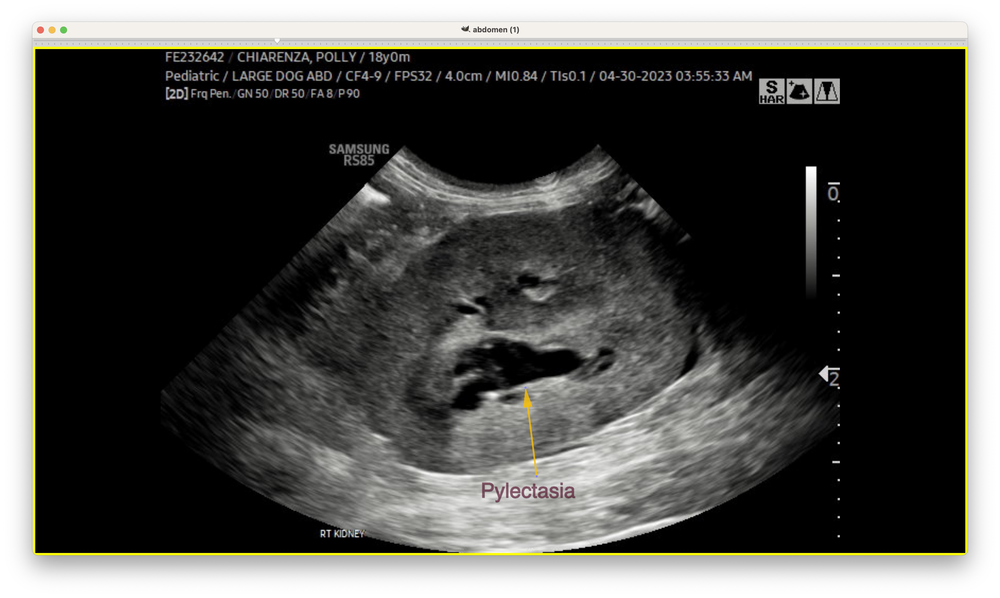 abdomen (1)
FE232642 / CHIARENZA, POLLY / 18y0m
Pediatric / LARGE DOG ABD / CF4-9 / FPS32 / 4.0cm / MI0.84 / TIs0.1 / 04-30-2023 03:55:33 AM
[2D] Frq Pen./GN 50/DR 50/FA 8/P 90
S
HAR
SAMSUNG
RS85
0
2
Pylectasia
RT KIDNEY